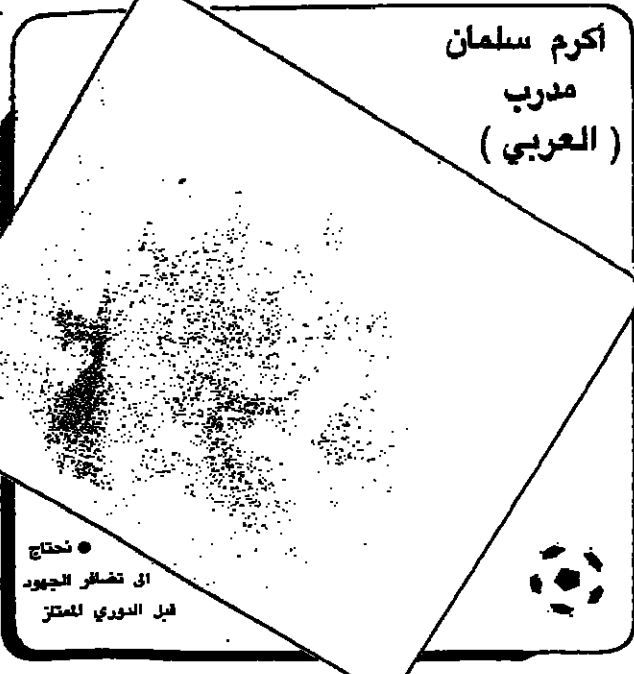 أكرم سلمان
مدرب
( العربي )
● نحتاج
الى تضافر الجهود
قبل الدوري الممتاز